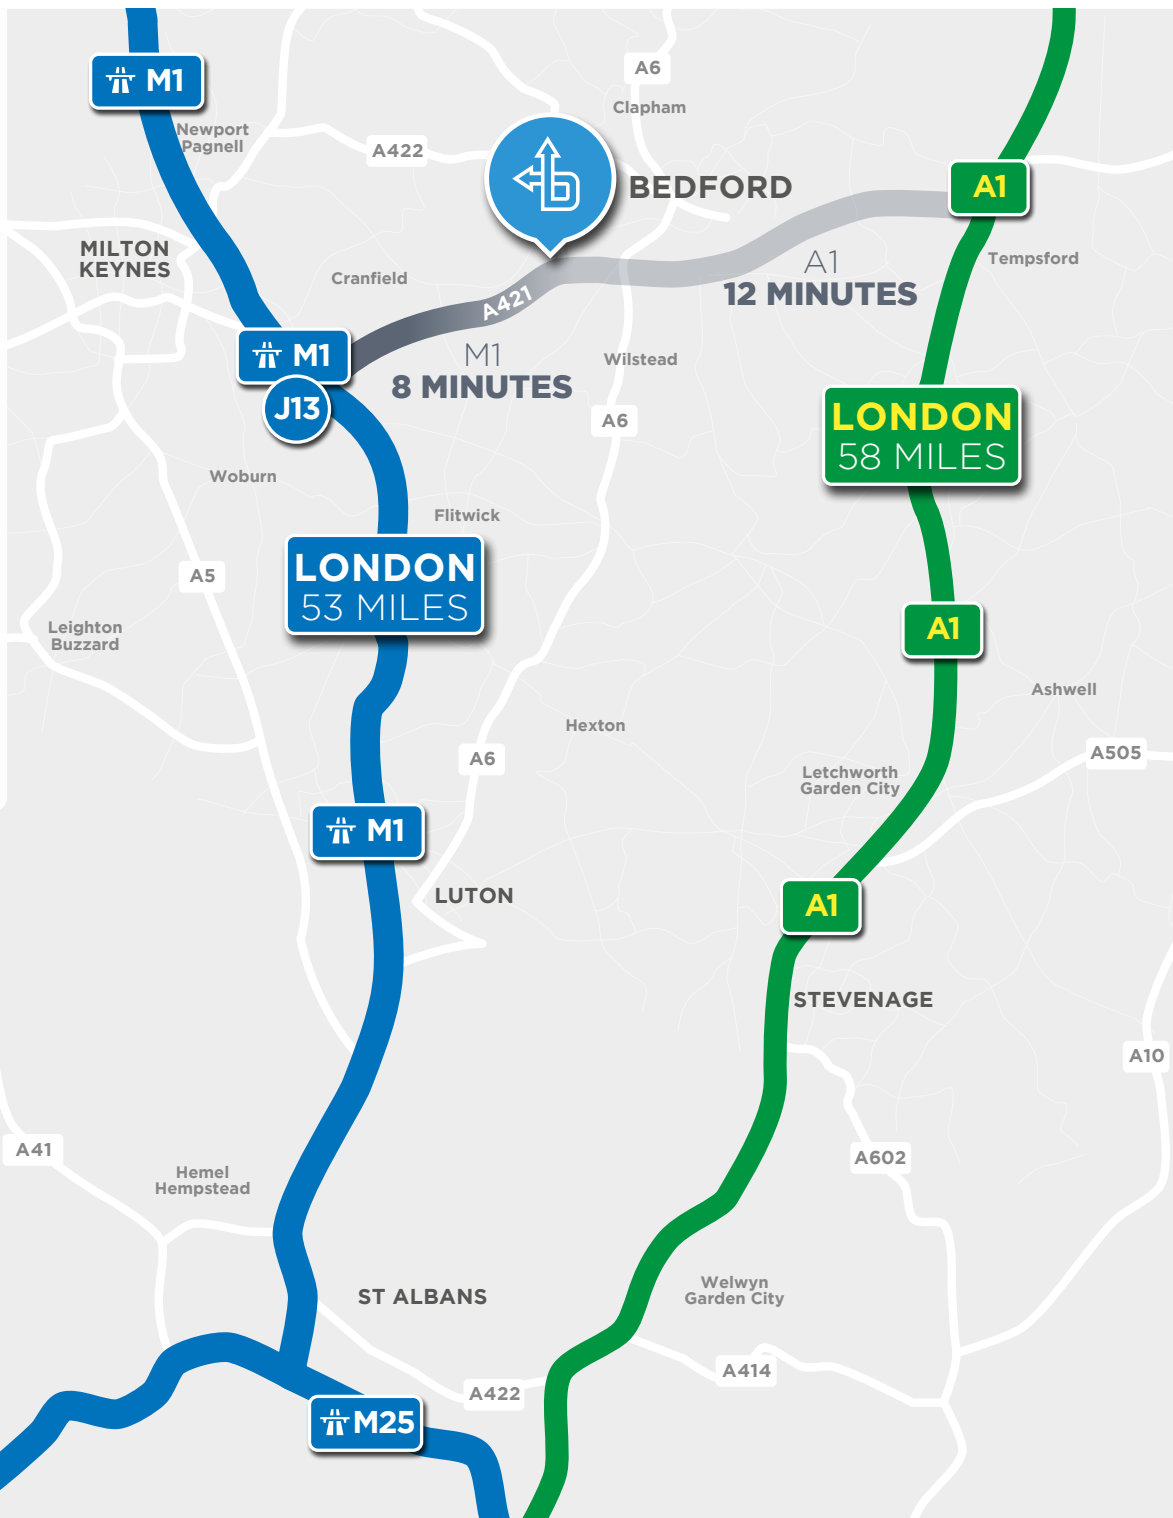 M1
A6
Clapham
Newport
Pagnell
A422
b
BEDFORD
A1
MILTON
KEYNES
Cranfield
A421
A1
12 MINUTES
Tempsford
M1
J13
M1
8 MINUTES
Wilstead
A6
LONDON
58 MILES
Woburn
Flitwick
A5
LONDON
53 MILES
A1
Leighton
Buzzard
Ashwell
Hexton
A6
A505
Letchworth
Garden City
M1
LUTON
A1
STEVENAGE
A10
A41
A602
Hemel
Hempstead
ST ALBANS
Welwyn
Garden City
A422
A414
M25